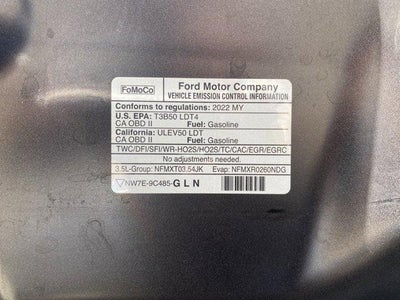 FoMoCo
Ford Motor Company
VEHICLE EMISSION CONTROL INFORMATION
Conforms to regulations: 2022 MY
U.S. EPA: T3B50 LDT4
CA OBD II Fuel: Gasoline
California: ULEV50 LDT
CA OBD II Fuel: Gasoline
TWC/DFI/SFI/WR-HO2S/HO2S/TC/CAC/EGR/EGRC
No adjustments needed.
3.5L-Group: NFMXT03.54JK Evap: NFMXR0260NDG
NW7E-9C485-GLN